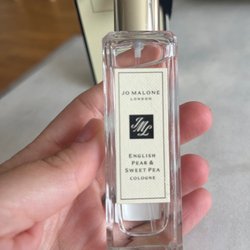 JO MALONE
LONDON
JML
ENGLISH
PEAR &
SWEET PEA
COLOGNE